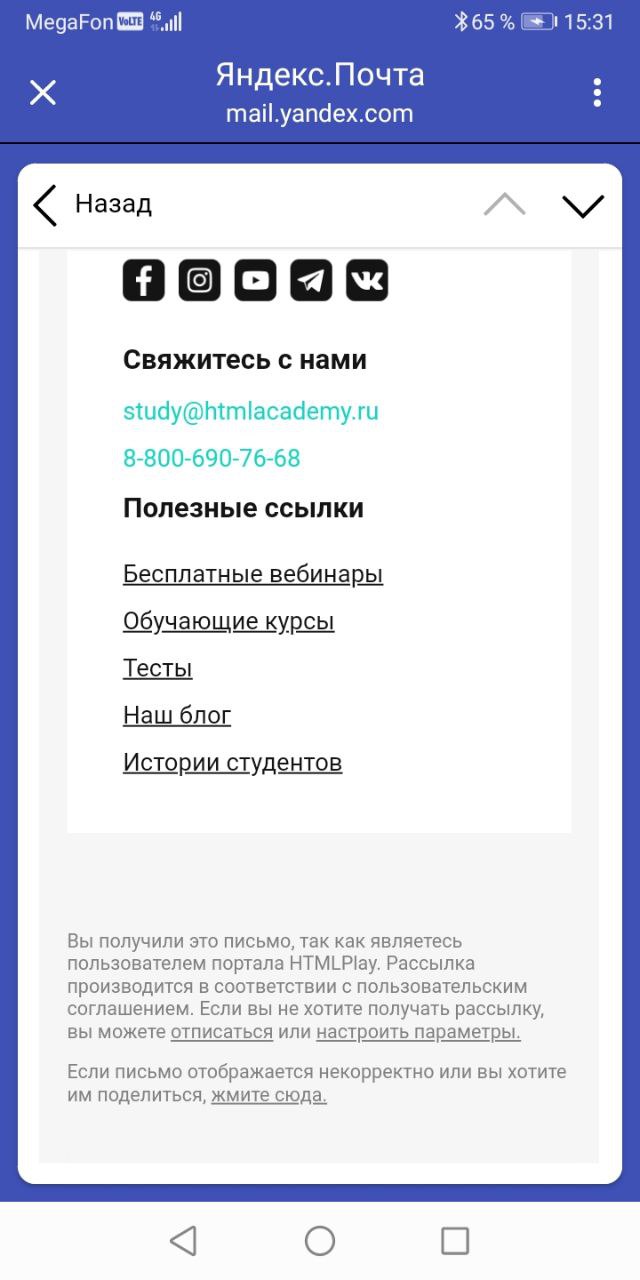 MegaFon VoLTE 4G 65 % 15:31
Яндекс.Почта
mail.yandex.com
Назад
Свяжитесь с нами
study@htmlacademy.ru
8-800-690-76-68
Полезные ссылки
Бесплатные вебинары
Обучающие курсы
Тесты
Наш блог
Истории студентов
Вы получили это письмо, так как являетесь
пользователем портала HTMLPlay. Рассылка
производится в соответствии с пользовательским
соглашением. Если вы не хотите получать рассылку,
вы можете отписаться или настроить параметры.
Если письмо отображается некорректно или вы хотите
им поделиться, жмите сюда.